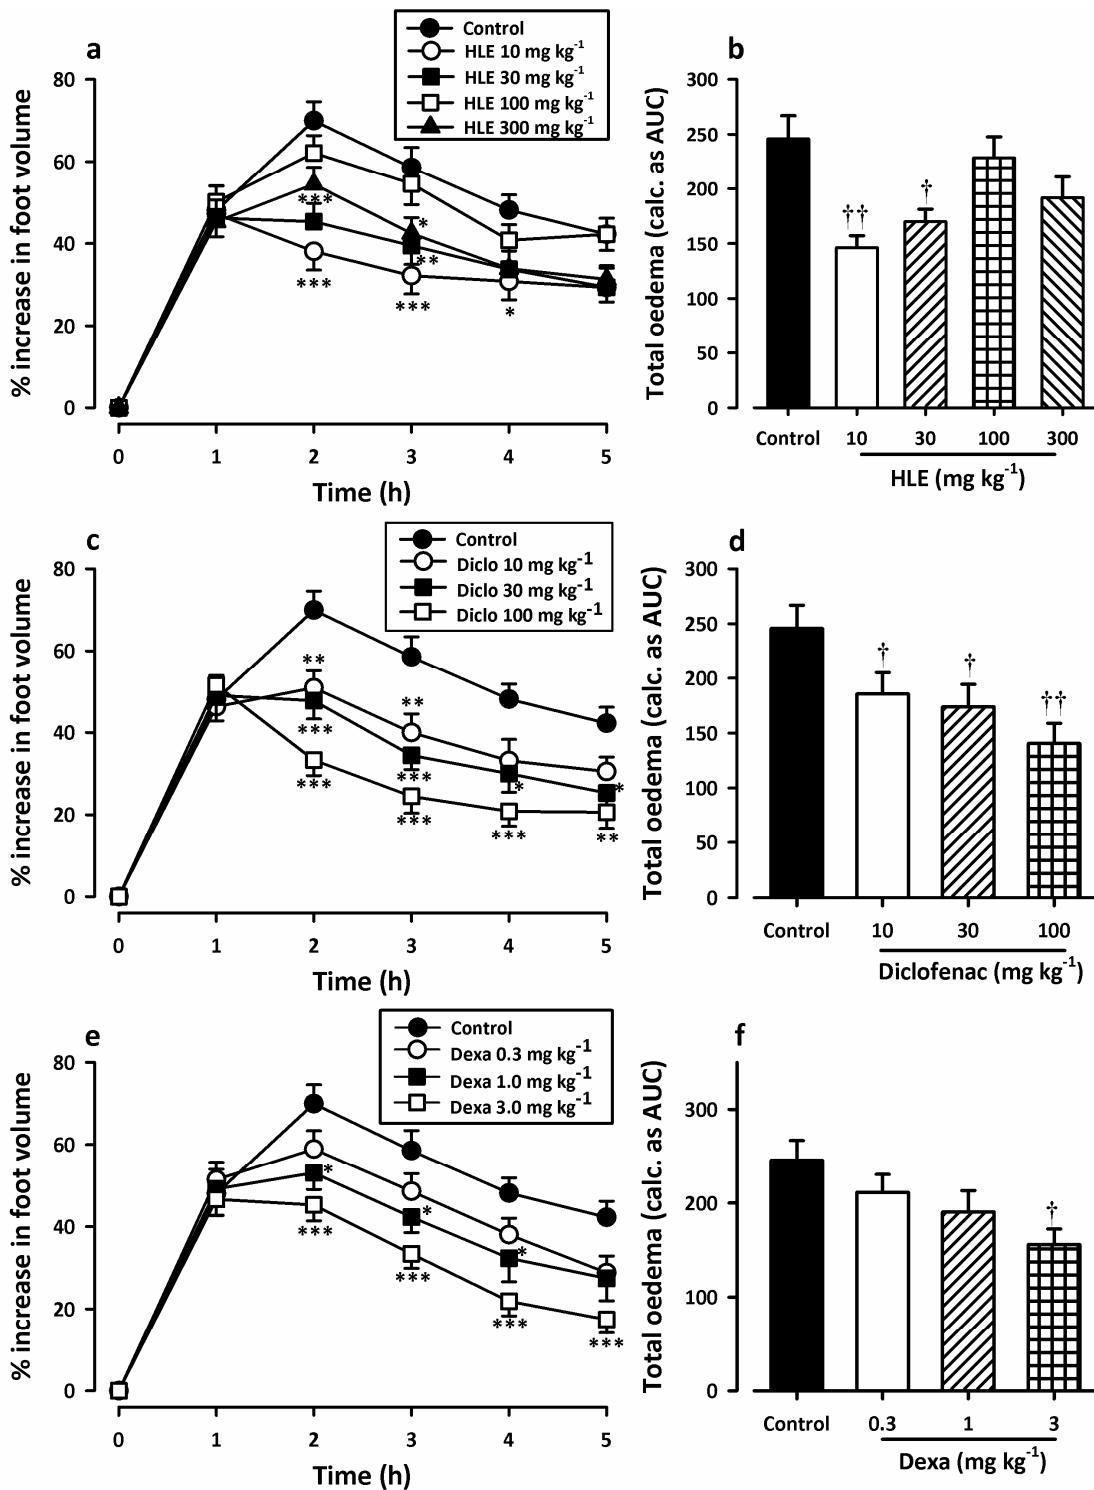 a
Control
HLE 10 mg kg-1
HLE 30 mg kg-1
HLE 100 mg kg-1
HLE 300 mg kg-1
% increase in foot volume
80
60
40
20
0
***
*
**
***
***
*
0 1 2 3 4 5
Time (h)
b
Total oedema (calc. as AUC)
300
250
200
150
100
50
0
††
†
Control 10 30 100 300
HLE (mg kg-1)
c
Control
Diclo 10 mg kg-1
Diclo 30 mg kg-1
Diclo 100 mg kg-1
% increase in foot volume
80
60
40
20
0
**
**
***
***
*
*
***
***
***
**
0 1 2 3 4 5
Time (h)
d
Total oedema (calc. as AUC)
300
250
200
150
100
50
0
†
†
††
Control 10 30 100
Diclofenac (mg kg-1)
e
Control
Dexa 0.3 mg kg-1
Dexa 1.0 mg kg-1
Dexa 3.0 mg kg-1
% increase in foot volume
80
60
40
20
0
*
*
*
***
***
***
***
0 1 2 3 4 5
Time (h)
f
Total oedema (calc. as AUC)
300
200
100
0
†
Control 0.3 1 3
Dexa (mg kg-1)